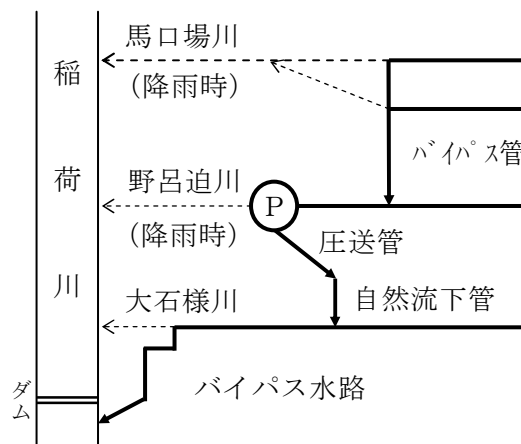 馬口場川
(降雨時)
稲荷川
バイパス管
野呂迫川
P
(降雨時)
圧送管
自然流下管
大石様川
バイパス水路
ダム